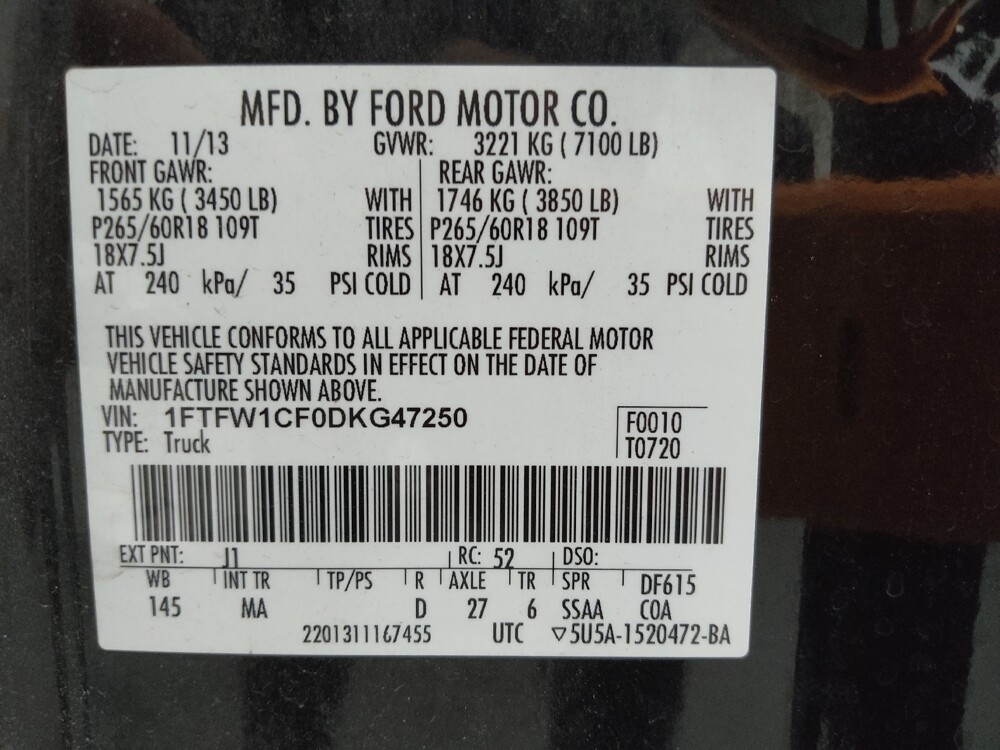 MFD. BY FORD MOTOR CO.
DATE: 11/13 GVWR: 3221 KG ( 7100 LB)
FRONT GAWR: REAR GAWR:
1565 KG ( 3450 LB) WITH 1746 KG ( 3850 LB) WITH
P265/60R18 109T TIRES P265/60R18 109T TIRES
18X7.5J RIMS 18X7.5J RIMS
AT 240 kPa/ 35 PSI COLD AT 240 kPa/ 35 PSI COLD
THIS VEHICLE CONFORMS TO ALL APPLICABLE FEDERAL MOTOR
VEHICLE SAFETY STANDARDS IN EFFECT ON THE DATE OF
MANUFACTURE SHOWN ABOVE.
VIN: 1FTFW1CF0DKG47250 F0010
TYPE: Truck T0720
EXT PNT: J1 RC: 52 DSO:
WB INT TR TP/PS R AXLE TR SPR DF615
145 MA D 27 6 SSAA COA
2201311167455 UTC ▽5U5A-1520472-BA